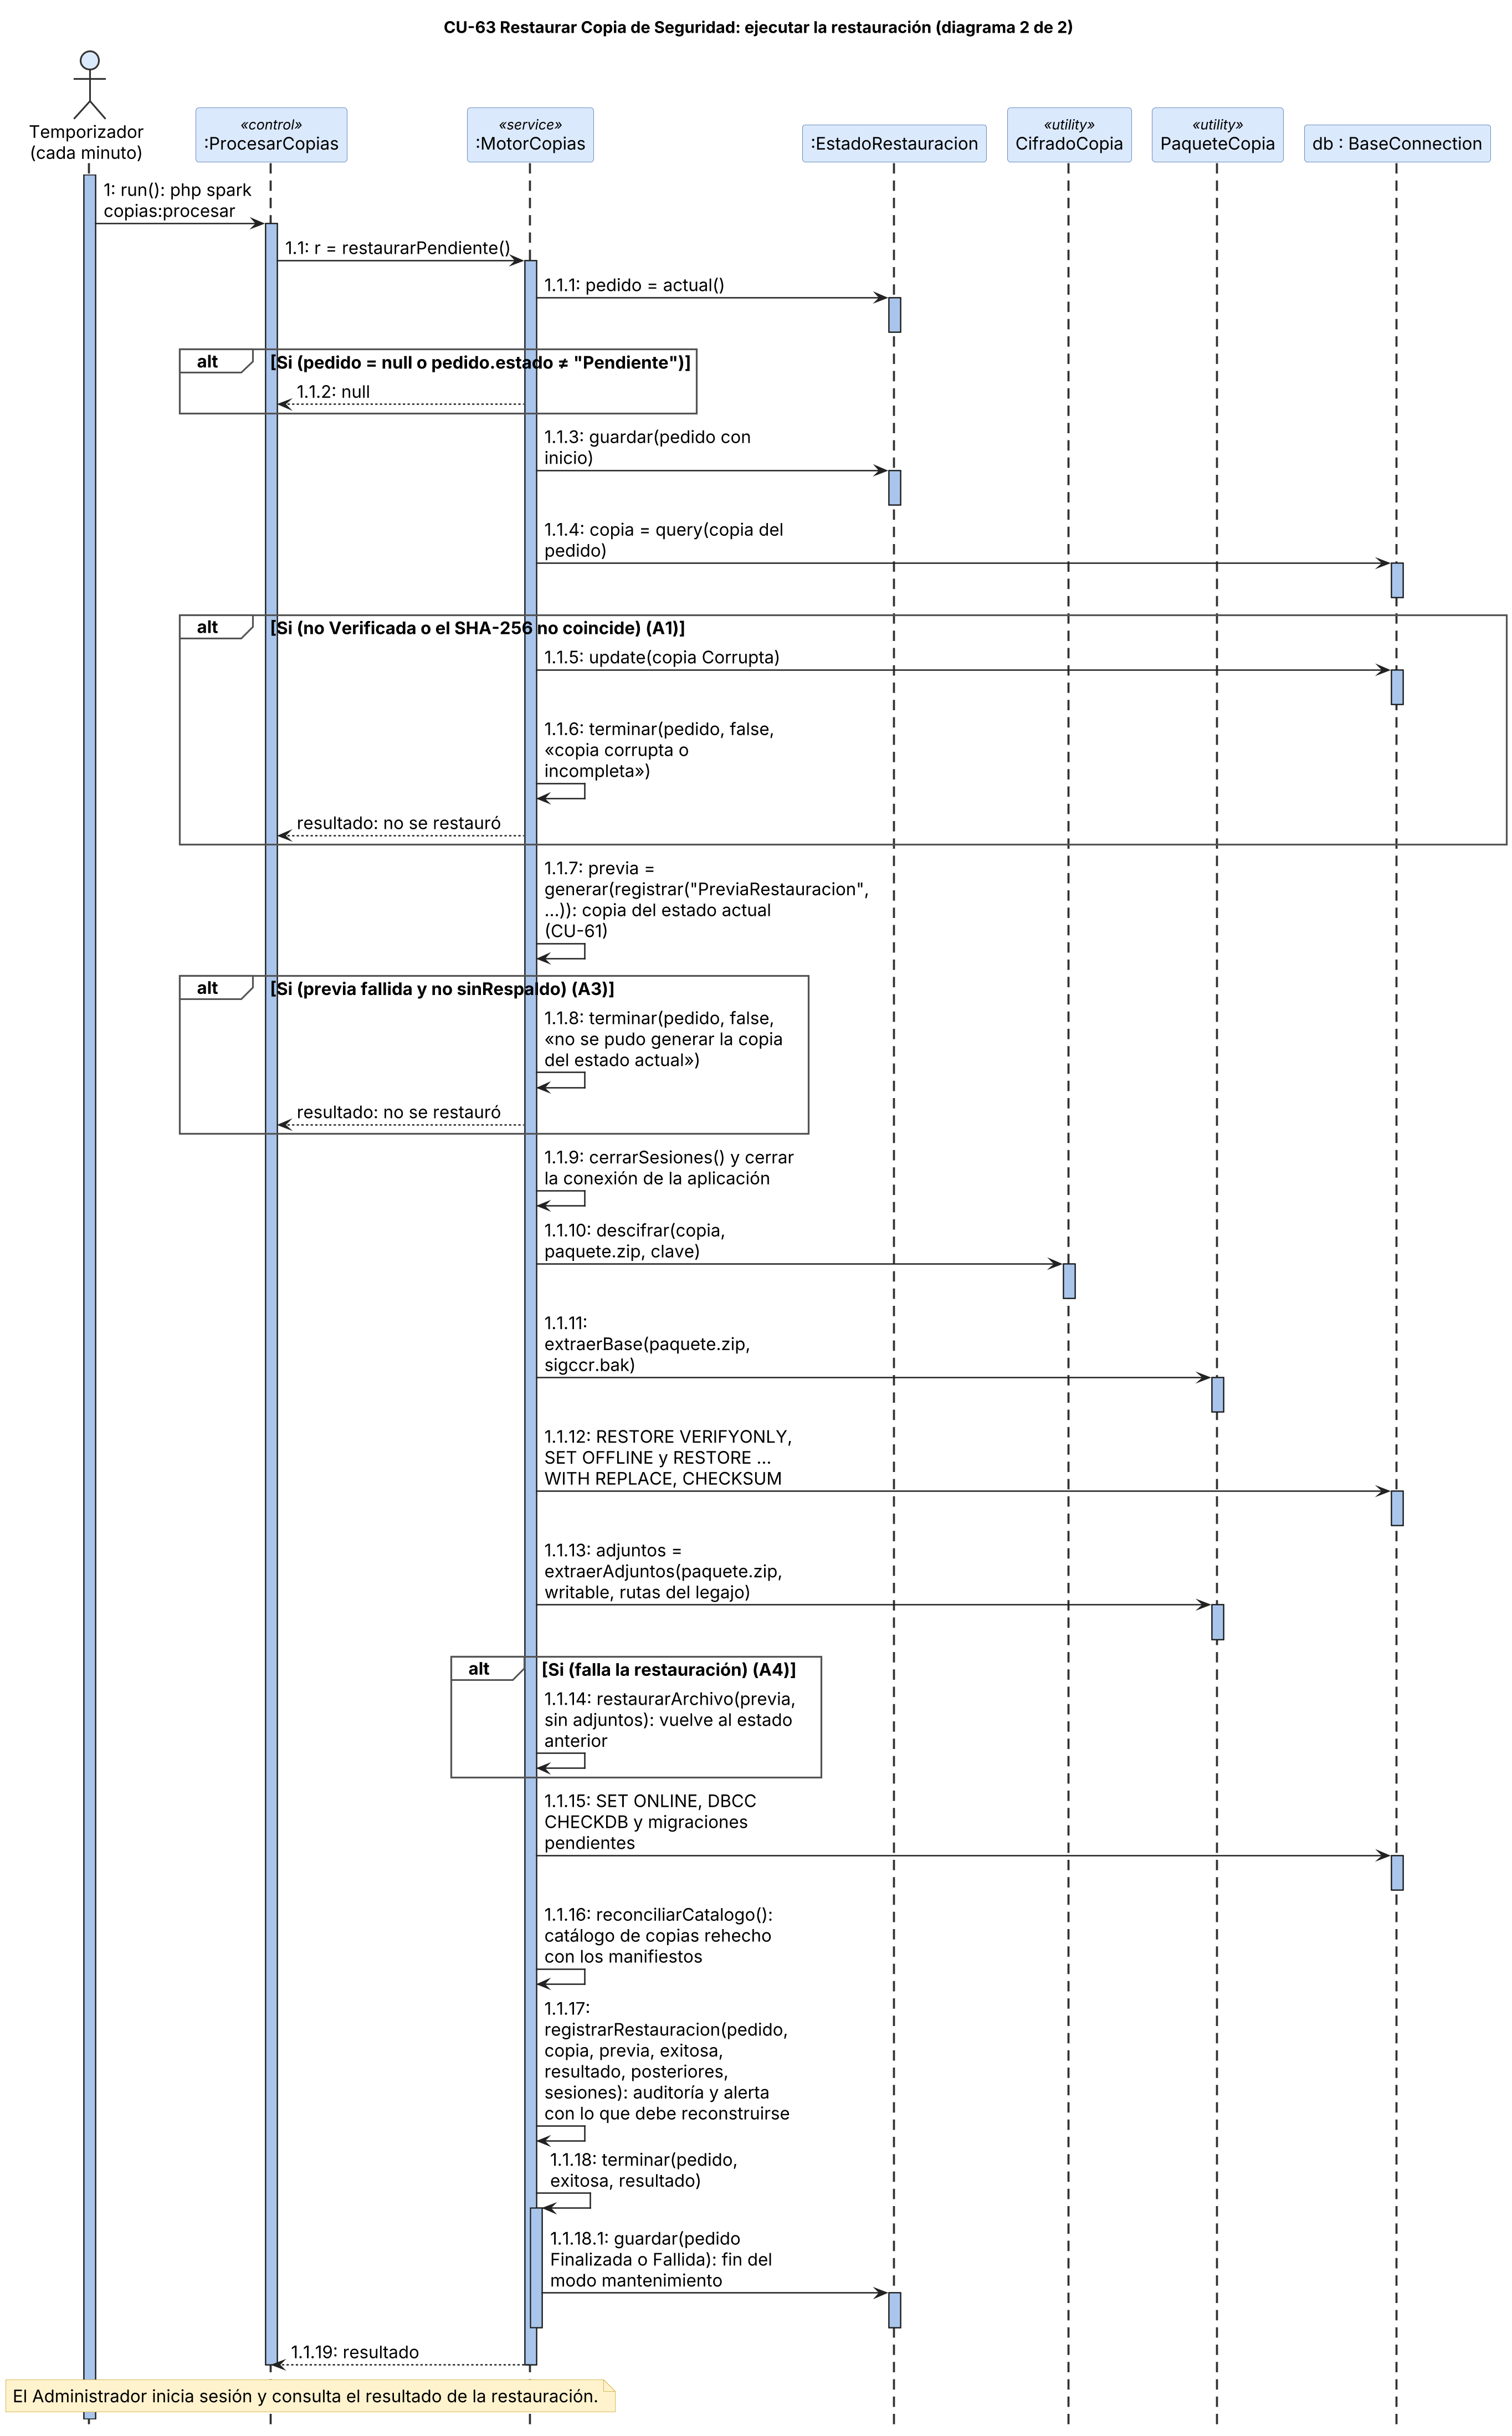 CU-63 Restaurar Copia de Seguridad: ejecutar la restauración (diagrama 2 de 2)
Temporizador
(cada minuto)
«control»
:ProcesarCopias
«service»
:MotorCopias
:EstadoRestauracion
«utility»
CifradoCopia
«utility»
PaqueteCopia
db : BaseConnection
1: run(): php spark
copias:procesar
1.1: r = restaurarPendiente()
1.1.1: pedido = actual()
alt
[Si (pedido = null o pedido.estado ≠ "Pendiente")]
1.1.2: null
1.1.3: guardar(pedido con
inicio)
1.1.4: copia = query(copia del
pedido)
alt
[Si (no Verificada o el SHA-256 no coincide) (A1)]
1.1.5: update(copia Corrupta)
1.1.6: terminar(pedido, false,
«copia corrupta o
incompleta»)
resultado: no se restauró
1.1.7: previa =
generar(registrar("PreviaRestauracion",
...)): copia del estado actual
(CU-61)
alt
[Si (previa fallida y no sinRespaldo) (A3)]
1.1.8: terminar(pedido, false,
«no se pudo generar la copia
del estado actual»)
resultado: no se restauró
1.1.9: cerrarSesiones() y cerrar
la conexión de la aplicación
1.1.10: descifrar(copia,
paquete.zip, clave)
1.1.11:
extraerBase(paquete.zip,
sigccr.bak)
1.1.12: RESTORE VERIFYONLY,
SET OFFLINE y RESTORE ...
WITH REPLACE, CHECKSUM
1.1.13: adjuntos =
extraerAdjuntos(paquete.zip,
writable, rutas del legajo)
alt
[Si (falla la restauración) (A4)]
1.1.14: restaurarArchivo(previa,
sin adjuntos): vuelve al estado
anterior
1.1.15: SET ONLINE, DBCC
CHECKDB y migraciones
pendientes
1.1.16: reconciliarCatalogo():
catálogo de copias rehecho
con los manifiestos
1.1.17:
registrarRestauracion(pedido,
copia, previa, exitosa,
resultado, posteriores,
sesiones): auditoría y alerta
con lo que debe reconstruirse
1.1.18: terminar(pedido,
exitosa, resultado)
1.1.18.1: guardar(pedido
Finalizada o Fallida): fin del
modo mantenimiento
1.1.19: resultado
El Administrador inicia sesión y consulta el resultado de la restauración.